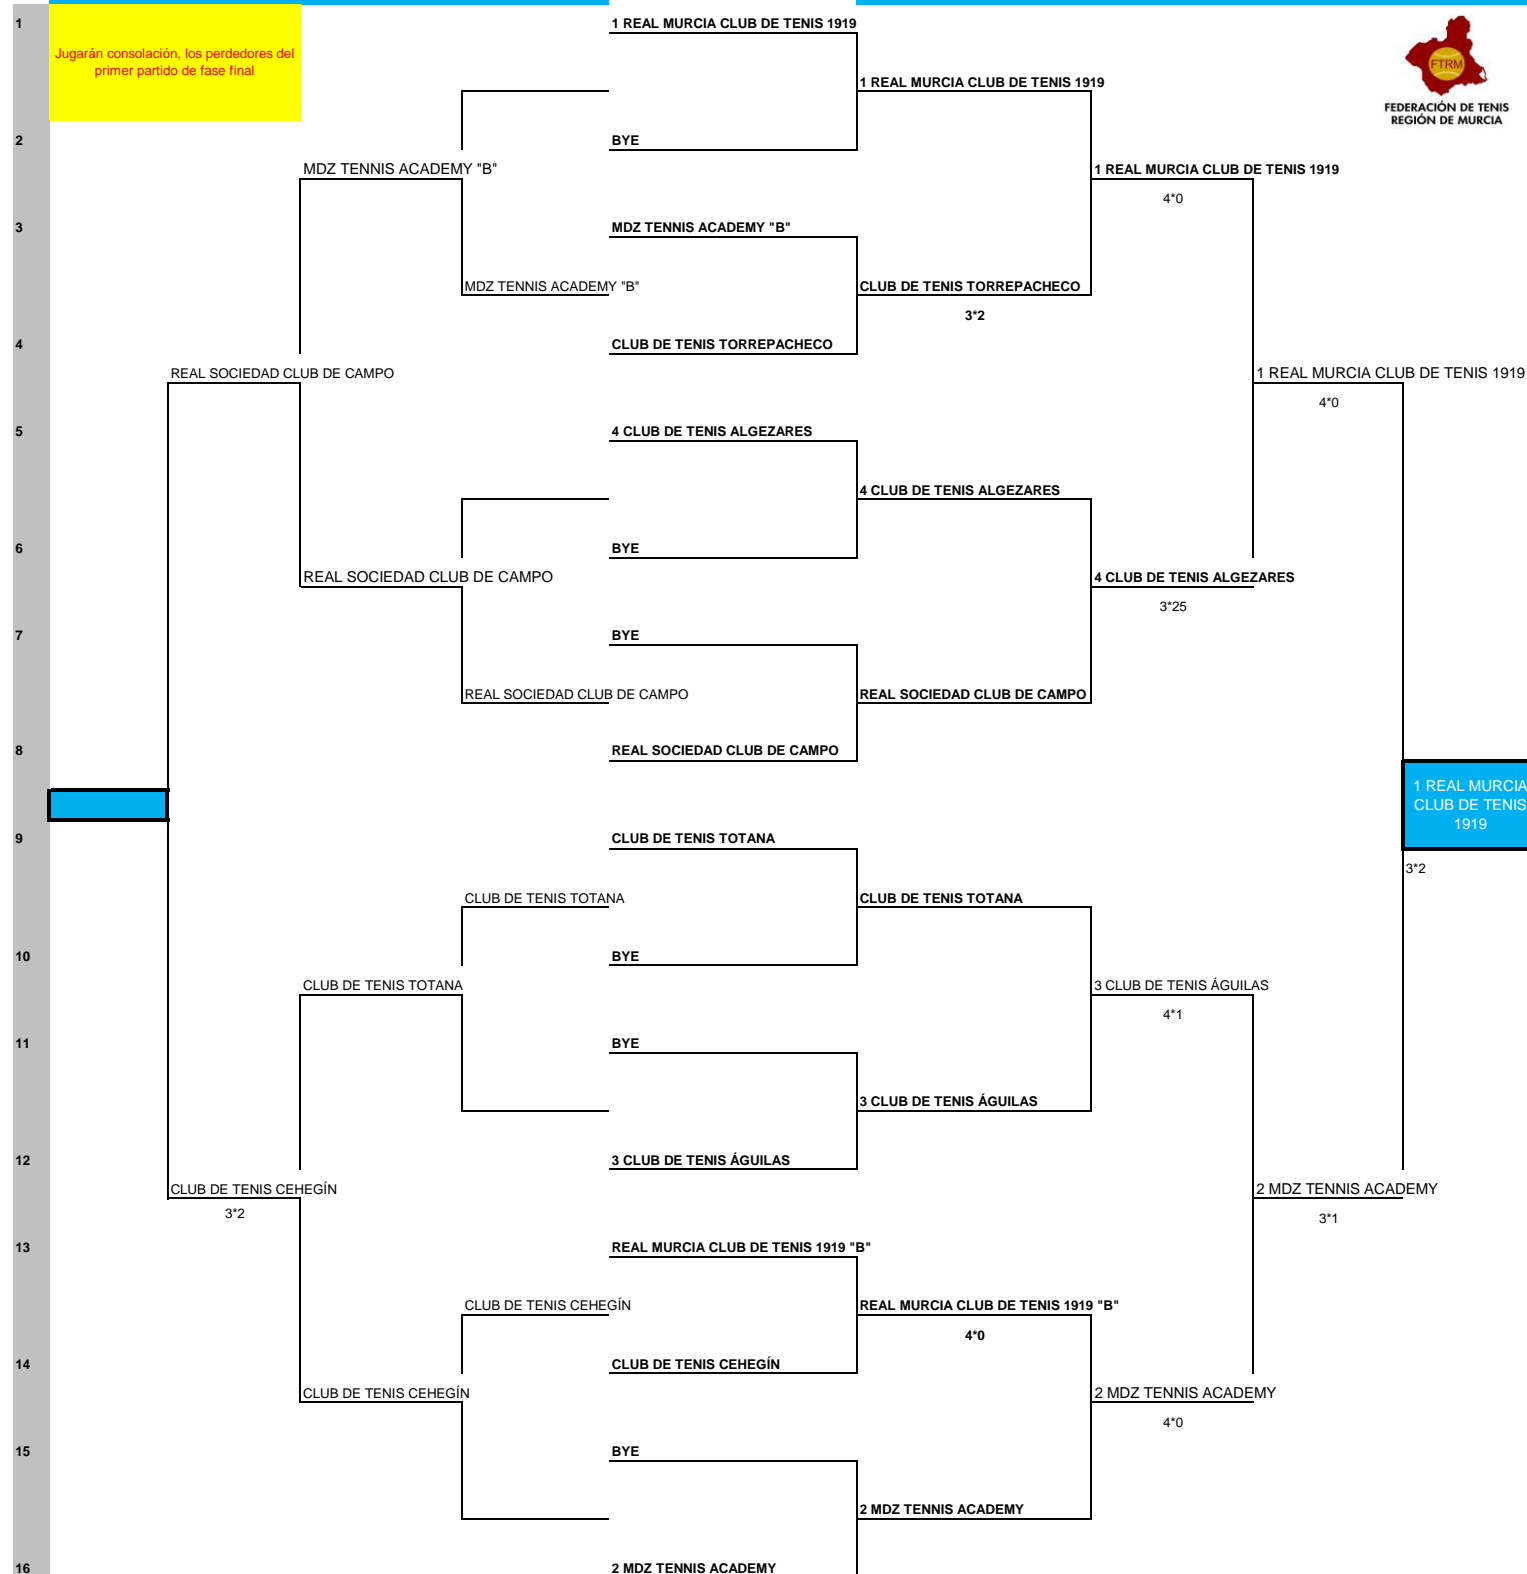 1
1 REAL MURCIA CLUB DE TENIS 1919
Jugarán consolación, los perdedores del
primer partido de fase final
FTRM
FEDERACIÓN DE TENIS
REGIÓN DE MURCIA
1 REAL MURCIA CLUB DE TENIS 1919
2
BYE
MDZ TENNIS ACADEMY "B"
1 REAL MURCIA CLUB DE TENIS 1919
4*0
3
MDZ TENNIS ACADEMY "B"
MDZ TENNIS ACADEMY "B"
CLUB DE TENIS TORREPACHECO
3*2
4
CLUB DE TENIS TORREPACHECO
REAL SOCIEDAD CLUB DE CAMPO
1 REAL MURCIA CLUB DE TENIS 1919
4*0
5
4 CLUB DE TENIS ALGEZARES
4 CLUB DE TENIS ALGEZARES
6
BYE
REAL SOCIEDAD CLUB DE CAMPO
4 CLUB DE TENIS ALGEZARES
3*25
7
BYE
REAL SOCIEDAD CLUB DE CAMPO
REAL SOCIEDAD CLUB DE CAMPO
8
REAL SOCIEDAD CLUB DE CAMPO
1 REAL MURCIA
CLUB DE TENIS
1919
9
CLUB DE TENIS TOTANA
3*2
CLUB DE TENIS TOTANA
CLUB DE TENIS TOTANA
10
BYE
CLUB DE TENIS TOTANA
3 CLUB DE TENIS ÁGUILAS
4*1
11
BYE
3 CLUB DE TENIS ÁGUILAS
12
3 CLUB DE TENIS ÁGUILAS
CLUB DE TENIS CEHEGÍN
2 MDZ TENNIS ACADEMY
3*2
3*1
13
REAL MURCIA CLUB DE TENIS 1919 "B"
CLUB DE TENIS CEHEGÍN
REAL MURCIA CLUB DE TENIS 1919 "B"
4*0
14
CLUB DE TENIS CEHEGÍN
CLUB DE TENIS CEHEGÍN
2 MDZ TENNIS ACADEMY
4*0
15
BYE
2 MDZ TENNIS ACADEMY
16
2 MDZ TENNIS ACADEMY